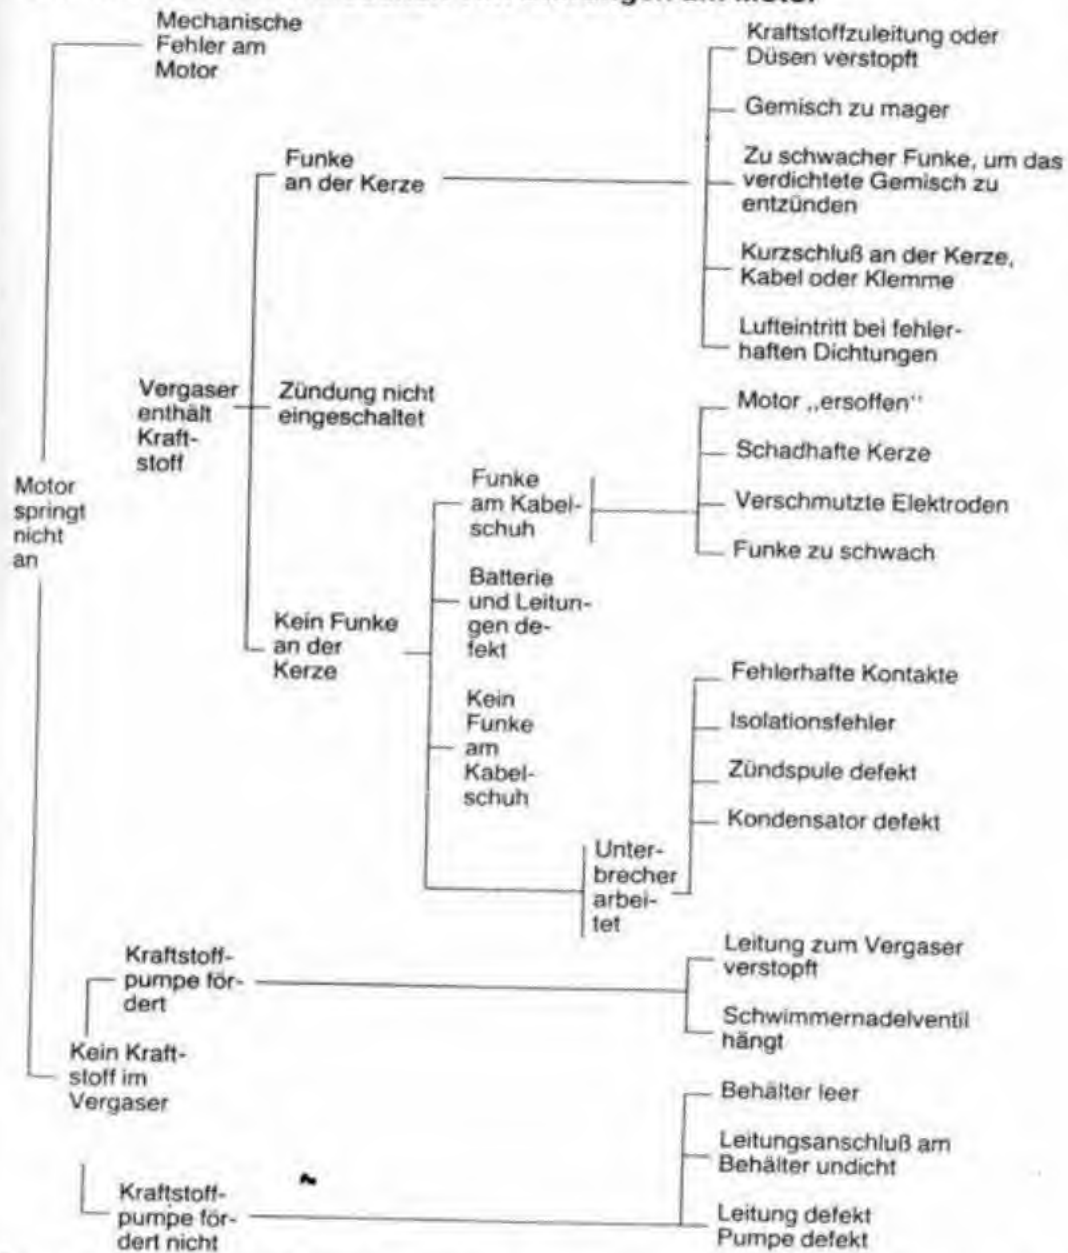 am Motor
Mechanische
Fehler am
Motor
Kraftstoffzuleitung oder
Düsen verstopft
Gemisch zu mager
Funke
an der Kerze
Zu schwacher Funke, um das
verdichtete Gemisch zu
entzünden
Kurzschluß an der Kerze,
Kabel oder Klemme
Lufteintritt bei fehler-
haften Dichtungen
Vergaser
enthält
Kraft-
stoff
Zündung nicht
eingeschaltet
Motor „ersoffen“
Schadhafte Kerze
Verschmutzte Elektroden
Funke zu schwach
Motor
springt
nicht
an
Funke
am Kabel-
schuh
Batterie
und Leitun-
gen de-
fekt
Kein Funke
an der
Kerze
Kein
Funke
am
Kabel-
schuh
Fehlerhafte Kontakte
Isolationsfehler
Zündspule defekt
Kondensator defekt
Unter-
brecher
arbei-
tet
Kraftstoff-
pumpe för-
dert
Leitung zum Vergaser
verstopft
Schwimmernadelventil
hängt
Kein Kraft-
stoff im
Vergaser
Behälter leer
Leitungsanschluß am
Behälter undicht
Kraftstoff-
pumpe för-
dert nicht
Leitung defekt
Pumpe defekt